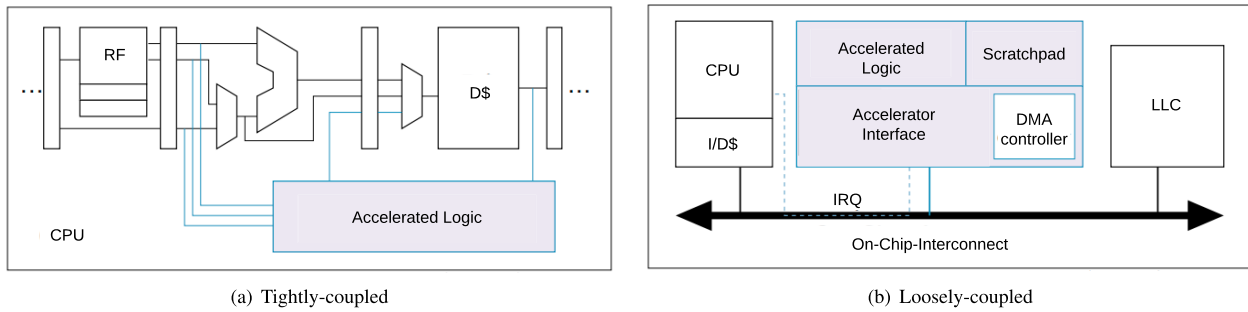 ...
RF
D$
...
Accelerated Logic
CPU
(a) Tightly-coupled
CPU
I/D$
Accelerated
Logic
Scratchpad
Accelerator
Interface
DMA
controller
LLC
IRQ
On-Chip-Interconnect
(b) Loosely-coupled